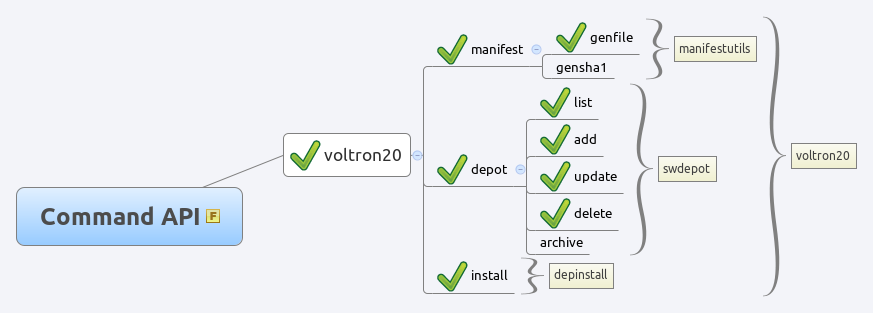 Command API F
voltron20
manifest
genfile
gensha1
manifestutils
depot
list
add
update
delete
archive
swdepot
install
depinstall
voltron20